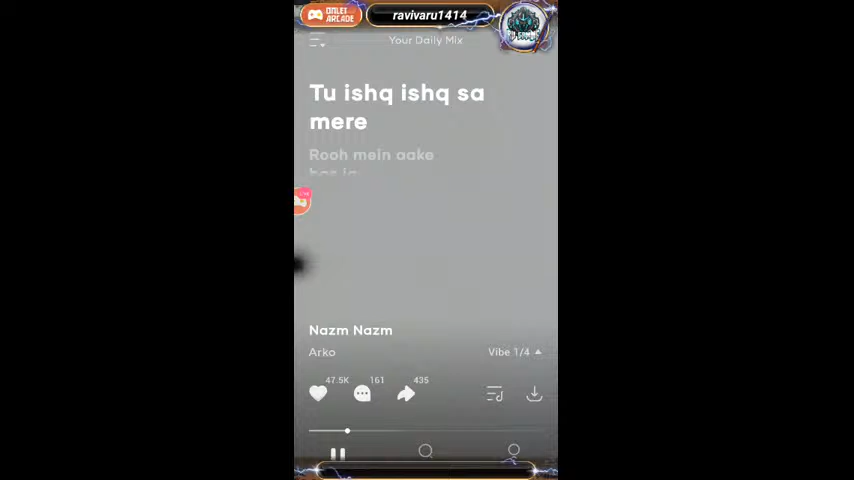 OMLET
ARCADE
ravivaru1414
Your Daily Mix
Tu ishq ishq sa
mere
Rooh mein aake
Nazm Nazm
Arko
Vibe 1/4
47.5K
161
435